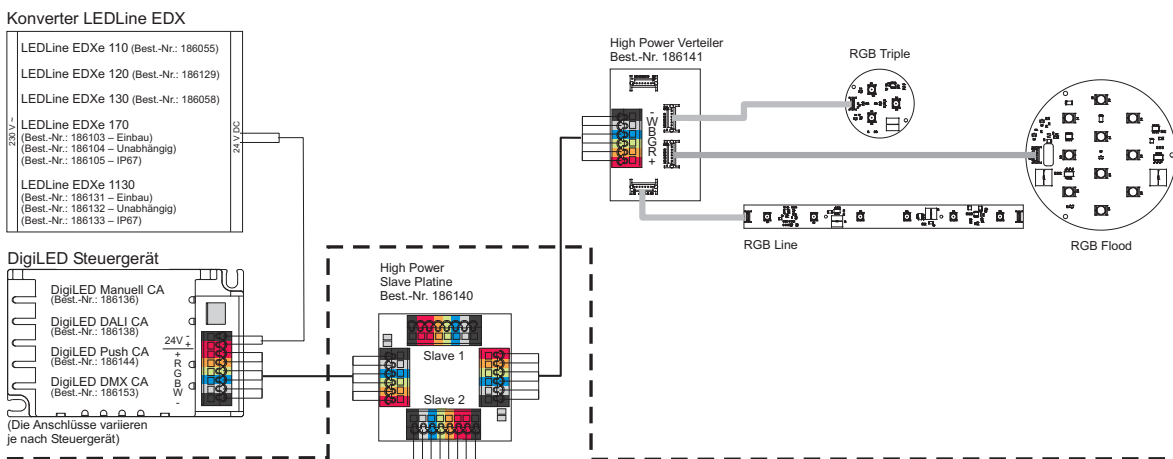 Konverter LEDLine EDX
230 V ~
LEDLine EDXe 110 (Best.-Nr.: 186055)
LEDLine EDXe 120 (Best.-Nr.: 186129)
LEDLine EDXe 130 (Best.-Nr.: 186058)
LEDLine EDXe 170
(Best.-Nr.: 186103 – Einbau)
(Best.-Nr.: 186104 – Unabhängig)
(Best.-Nr.: 186105 – IP67)
LEDLine EDXe 1130
(Best.-Nr.: 186131 – Einbau)
(Best.-Nr.: 186132 – Unabhängig)
(Best.-Nr.: 186133 – IP67)
24 V DC
DigiLED Steuergerät
DigiLED Manuell CA
(Best.-Nr.: 186136)
DigiLED DALI CA
(Best.-Nr.: 186138)
DigiLED Push CA
(Best.-Nr.: 186144)
DigiLED DMX CA
(Best.-Nr.: 186153)
24V -
+
+
R
G
B
W
-
(Die Anschlüsse variieren
je nach Steuergerät)
High Power
Slave Platine
Best.-Nr. 186140
Slave 1
Slave 2
High Power Verteiler
Best.-Nr. 186141
-
W
B
G
R
+
RGB Triple
RGB Line
RGB Flood